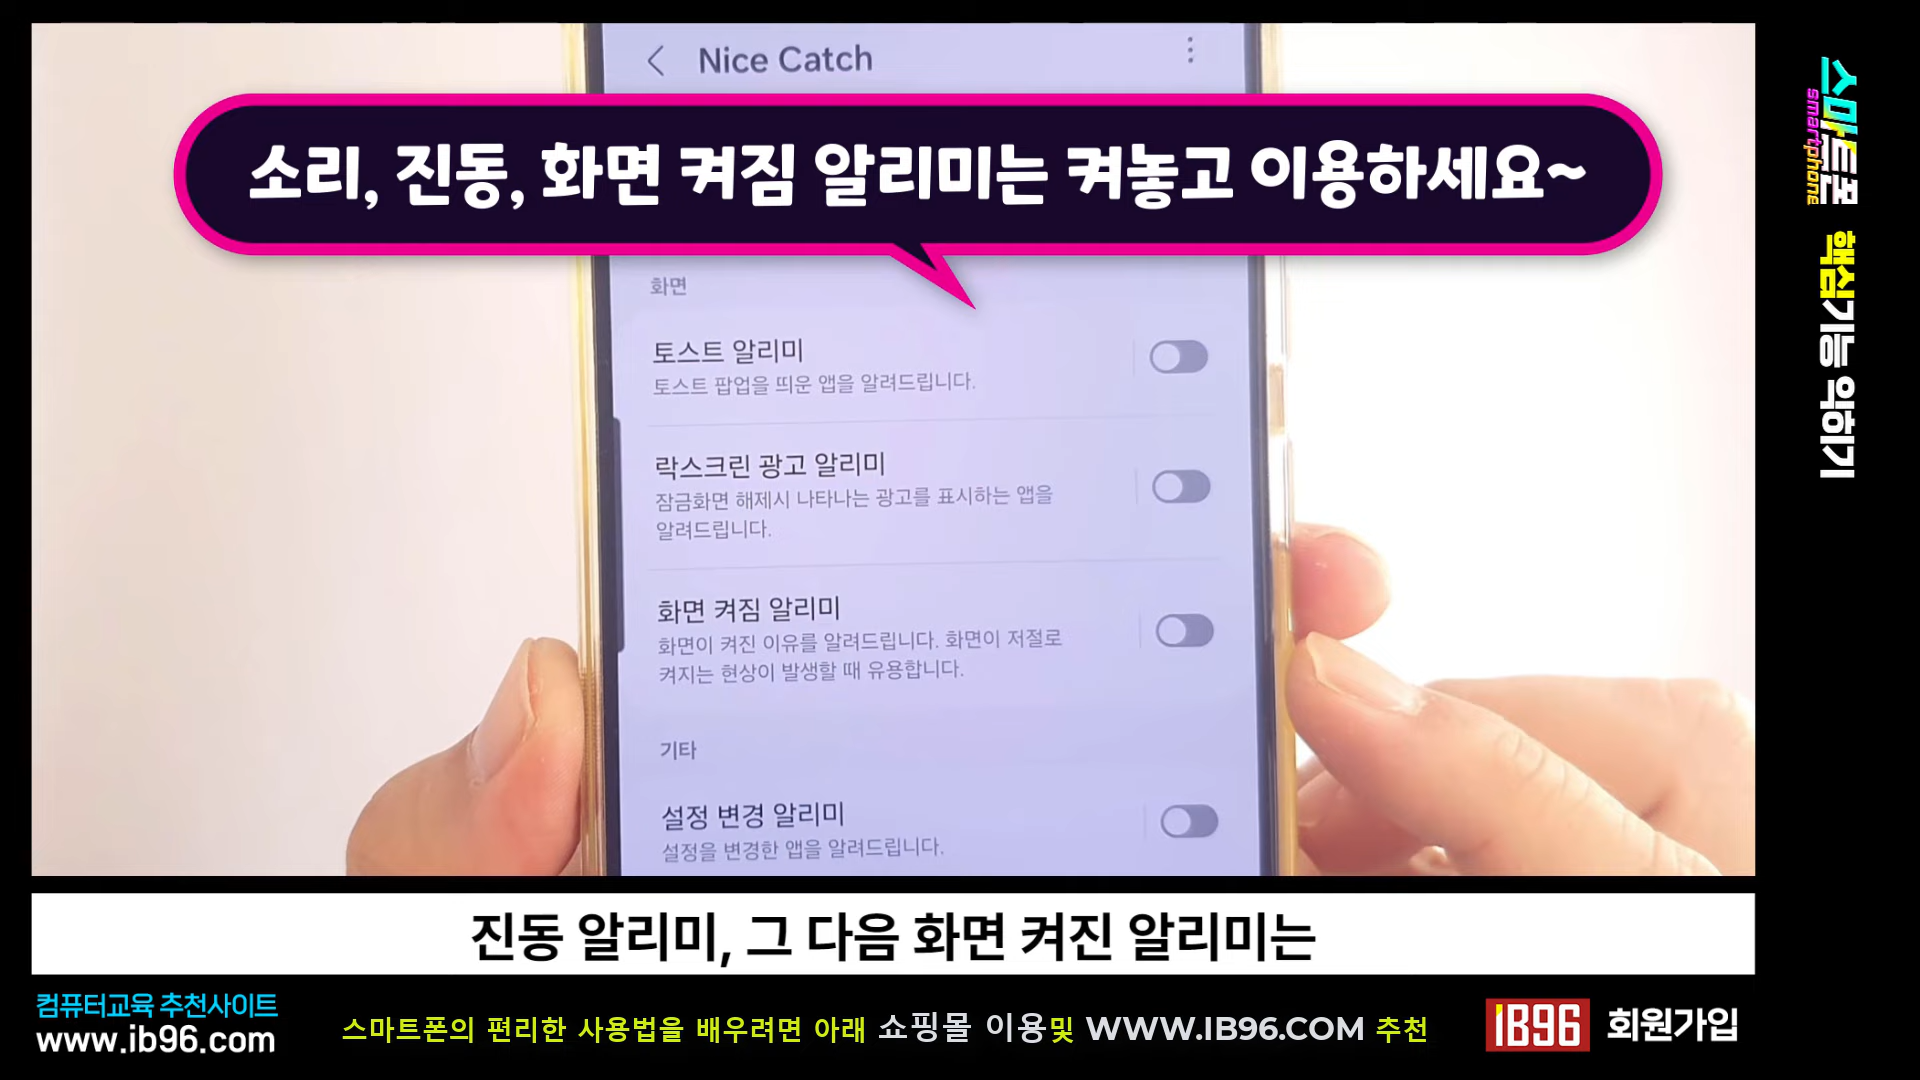 Nice Catch
소리, 진동, 화면 켜짐 알리미는 켜놓고 이용하세요~
화면
토스트 알리미
토스트 팝업을 띄운 앱을 알려드립니다.
락스크린 광고 알리미
잠금화면 해제시 나타나는 광고를 표시하는 앱을
알려드립니다.
화면 켜짐 알리미
화면이 켜진 이유를 알려드립니다. 화면이 저절로
켜지는 현상이 발생할 때 유용합니다.
기타
설정 변경 알리미
설정을 변경한 앱을 알려드립니다.
진동 알리미, 그 다음 화면 켜진 알리미는
스마트폰 핵심기능 익히기
smartphone
컴퓨터교육 추천사이트
www.ib96.com
스마트폰의 편리한 사용법을 배우려면 아래 쇼핑몰 이용및 WWW.IB96.COM 추천
IB96 회원가입